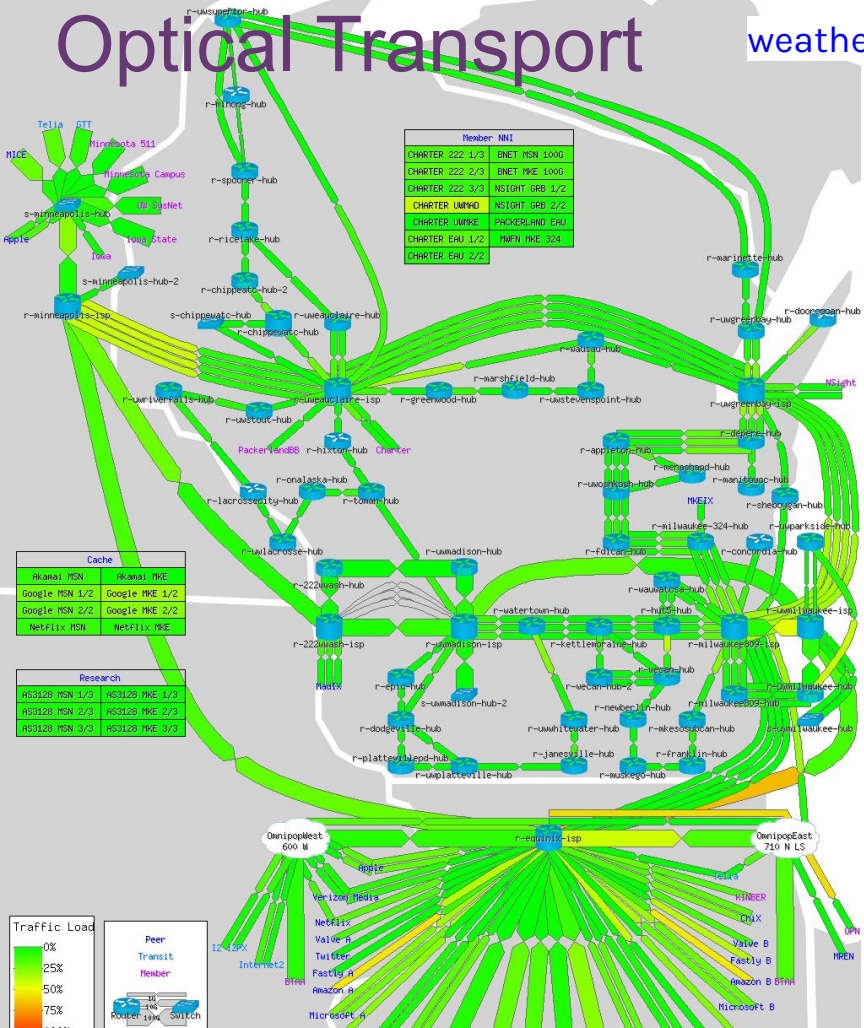 Optical Transport
weathe
r-uwsuperior-hub
r-minong-hub
Telia GTT
Minnesota 511
MICE
Minnesota Campus
r-spooner-hub
s-minneapolis-hub
UW SysNet
Apple
Iowa State
Iowa
r-ricelake-hub
Member NNI
CHARTER 222 1/3 BNET MSN 100G
CHARTER 222 2/3 BNET MKE 100G
CHARTER 222 3/3 NSIGHT GRB 1/2
CHARTER UWMAD NSIGHT GRB 2/2
CHARTER UWMKE PACKERLAND EAU
CHARTER EAU 1/2 MWFN MKE 324
CHARTER EAU 2/2
r-marinette-hub
s-minneapolis-hub-2
r-chippeatc-hub-2
r-minneapolis-isp
s-chippewatc-hub
r-uweauclaire-hub
r-chippewatc-hub
r-uwgreenbay-hub
r-wausau-hub
r-marshfield-hub
NSight
r-uwriverfalls-hub
r-uweauclaire-isp
r-greenwood-hub
r-uwstevenspoint-hub
r-uwgreenbay-isp
r-uwstout-hub
r-depere-hub
PackerlandBB
r-hixton-hub
Charter
r-appleton-hub
r-menashahd-hub
r-manitowoc-hub
r-onalaska-hub
r-uwoshkosh-hub
r-lacrossecity-hub
r-tomah-hub
MKEIX
r-sheboygan-hub
r-milwaukee-324-hub
r-uwparkside-hub
r-uwlacrosse-hub
r-uwmadison-hub
r-fdlcan-hub
r-concordia-hub
Cache
Akamai MSN Akamai MKE
Google MSN 1/2 Google MKE 1/2
Google MSN 2/2 Google MKE 2/2
Netflix MSN Netflix MKE
r-222wwash-hub
r-wauwatosa-hub
r-watertown-hub
r-hut5-hub
r-uwmilwaukee-isp
r-222wwash-isp
r-uwmadison-isp
r-kettlemoraine-hub
r-milwaukee809-isp
Research
AS3128 MSN 1/3 AS3128 MKE 1/3
AS3128 MSN 2/3 AS3128 MKE 2/3
AS3128 MSN 3/3 AS3128 MKE 3/3
MadIX
r-epic-hub
r-wecan-hub
r-wecan-hub-2
r-uwmilwaukee-hub
s-uwmadison-hub-2
r-newberlin-hub
r-milwaukee809-hub
r-dodgeville-hub
r-uwwhitewater-hub
r-mkesosubcan-hub
s-uwmilwaukee-hub
r-plattevillepd-hub
r-janesville-hub
r-franklin-hub
r-uwplatteville-hub
r-muskego-hub
OmnipopWest
600 W
r-equinix-isp
OmnipopEast
710 N LS
Apple
Telia
Verizon Media
KINBER
Netflix
ChiX
Valve A
Valve B
Twitter
I2 I2PX
Internet2
Fastly A
Fastly B
BTAA
Amazon A
Amazon B
BTAA
MREN
GPN
Microsoft A
Microsoft B
Traffic Load
0%
25%
50%
75%
Peer
Transit
Member
1G
10G
100G
Router
Switch